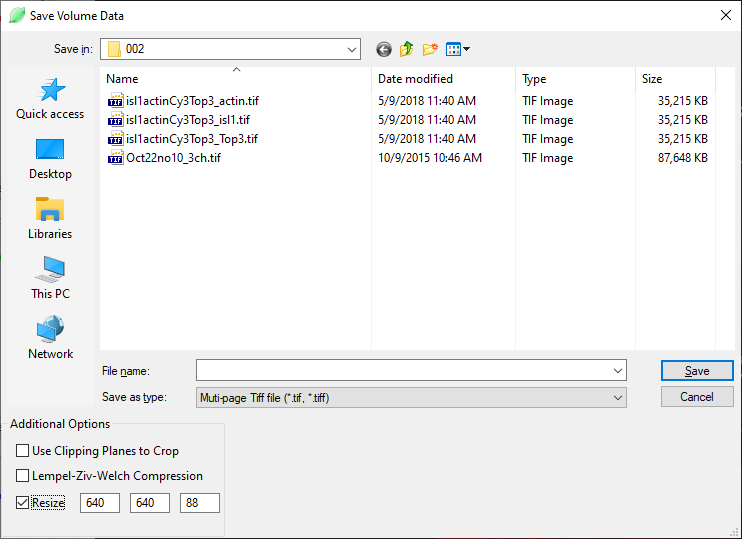 Save Volume Data
Save in: 002
Name Date modified Type Size
isl1actinCy3Top3_actin.tif 5/9/2018 11:40 AM TIF Image 35,215 KB
isl1actinCy3Top3_isl1.tif 5/9/2018 11:40 AM TIF Image 35,215 KB
isl1actinCy3Top3_Top3.tif 5/9/2018 11:40 AM TIF Image 35,215 KB
Oct22no10_3ch.tif 10/9/2015 10:46 AM TIF Image 87,648 KB
Quick access
Desktop
Libraries
This PC
Network
File name: Save
Save as type: Muti-page Tiff file (*.tif, *.tiff) Cancel
Additional Options
Use Clipping Planes to Crop
Lempel-Ziv-Welch Compression
Resize 640 640 88